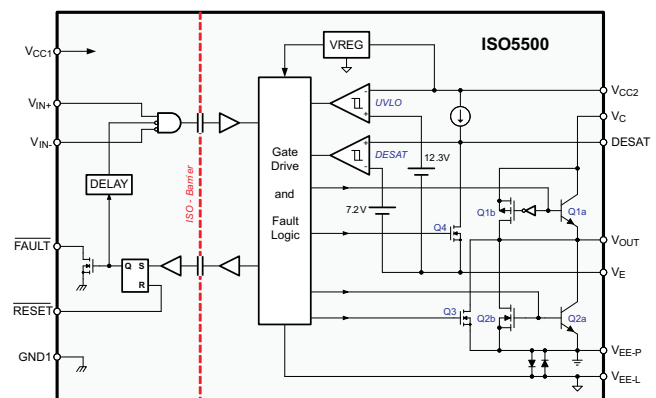 ISO5500
VREG
VCC1
VIN+
VIN-
DELAY
FAULT
RESET
GND1
ISO - Barrier
Q S
R
Gate
Drive
and
Fault
Logic
-
UVLO
+
+
DESAT
-
12.3V
7.2V
Q4
Q3
Q1b
Q1a
Q2b
Q2a
VCC2
VC
DESAT
VOUT
VE
VEE-P
VEE-L